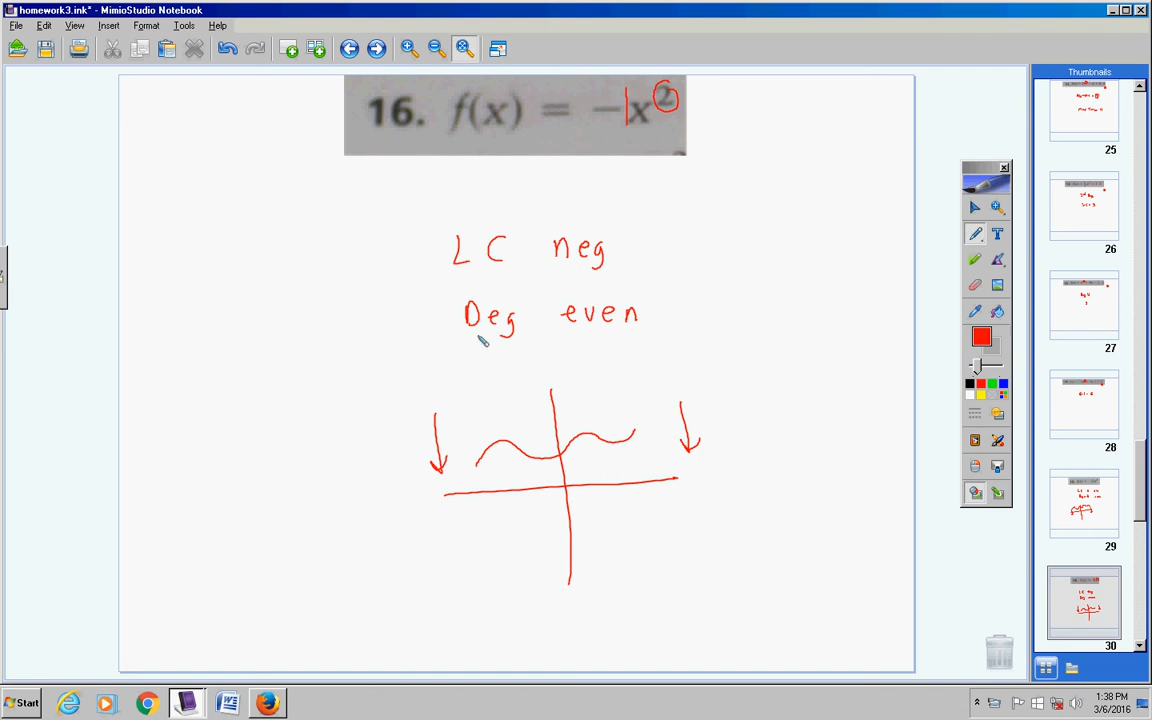 homework3.ink* - MimioStudio Notebook
File Edit View Insert Format Tools Help
16. f(x) = -1x²
LC neg
Deg even
Thumbnails
25
26
27
28
29
30
Start
1:38 PM
3/6/2016